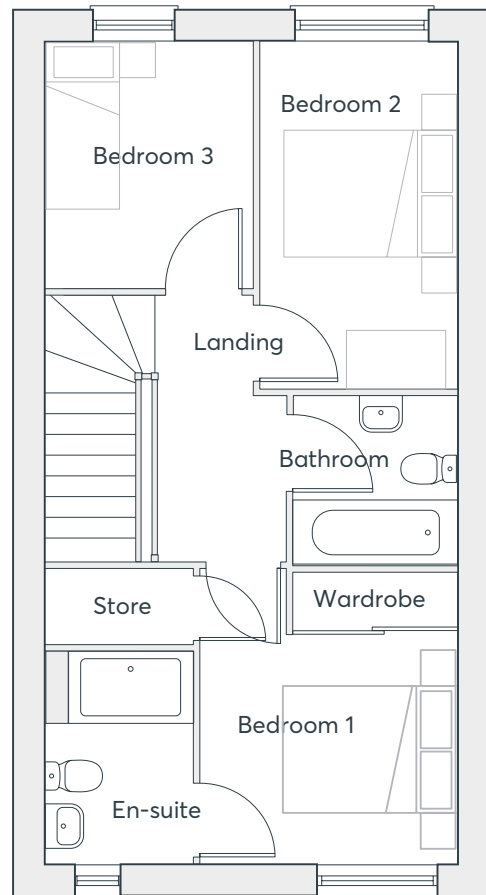 Bedroom 2
Bedroom 3
Landing
Bathroom
Store
Wardrobe
Bedroom 1
En-suite